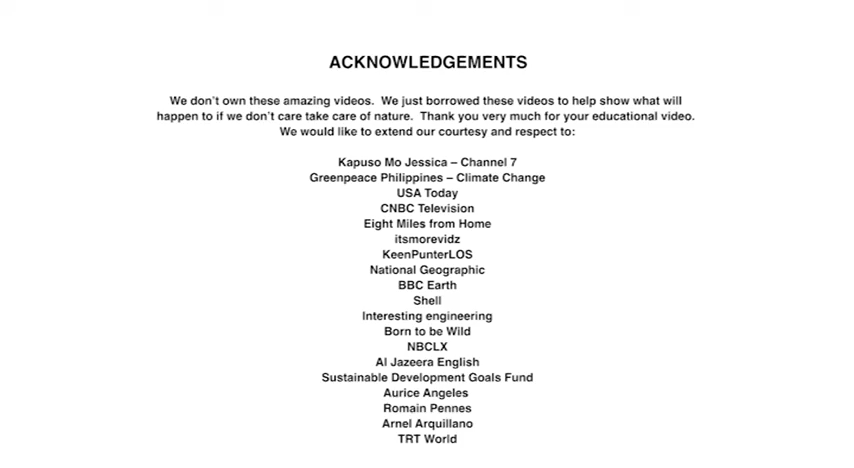 ACKNOWLEDGEMENTS
We don't own these amazing videos. We just borrowed these videos to help show what will
happen to if we don't care take care of nature. Thank you very much for your educational video.
We would like to extend our courtesy and respect to:
Kapuso Mo Jessica – Channel 7
Greenpeace Philippines – Climate Change
USA Today
CNBC Television
Eight Miles from Home
itsmorevidz
KeenPunterLOS
National Geographic
BBC Earth
Shell
Interesting engineering
Born to be Wild
NBCLX
Al Jazeera English
Sustainable Development Goals Fund
Aurice Angeles
Romain Pennes
Arnel Arquillano
TRT World